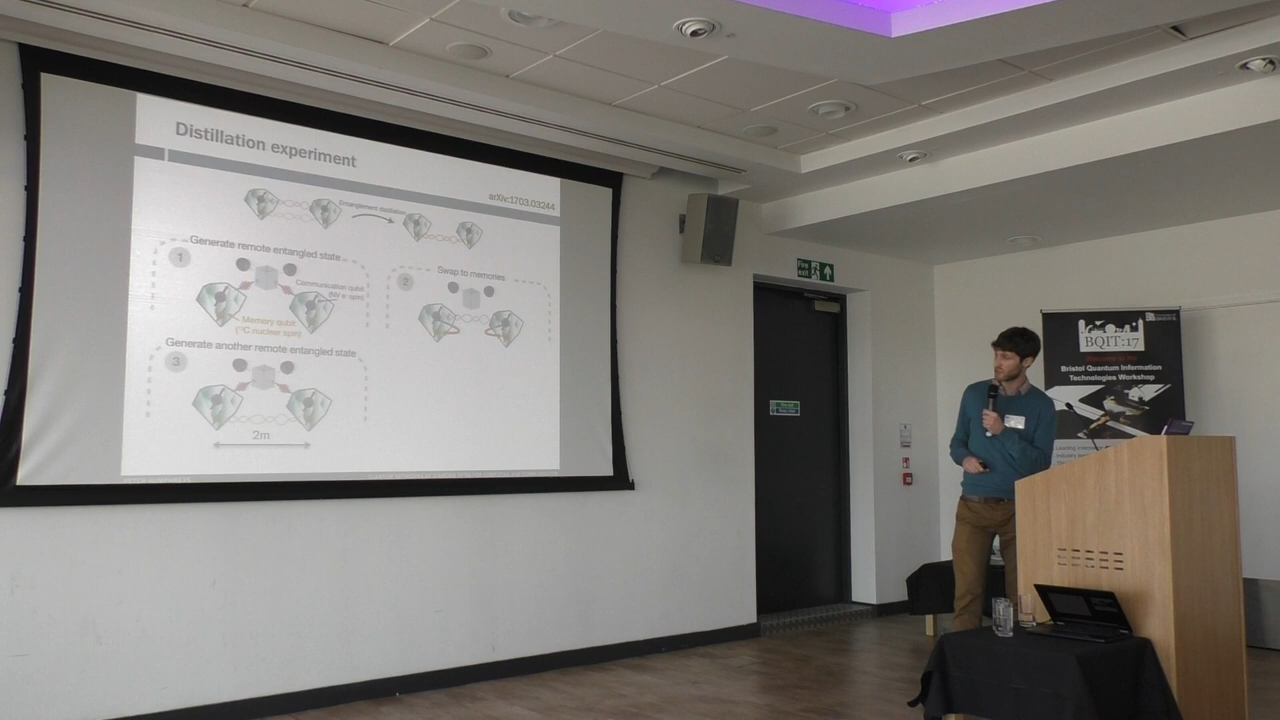 Distillation experiment
arXiv:1703.03244
Entanglement distillation
1
Generate remote entangled state
Communication qubit
(NV e⁻ spin)
Memory qubit
(¹³C nuclear spin)
2
Swap to memories
3
Generate another remote entangled state
2m
Fire
exit
BQIT:17
Welcome to the
Bristol Quantum Information
Technologies Workshop